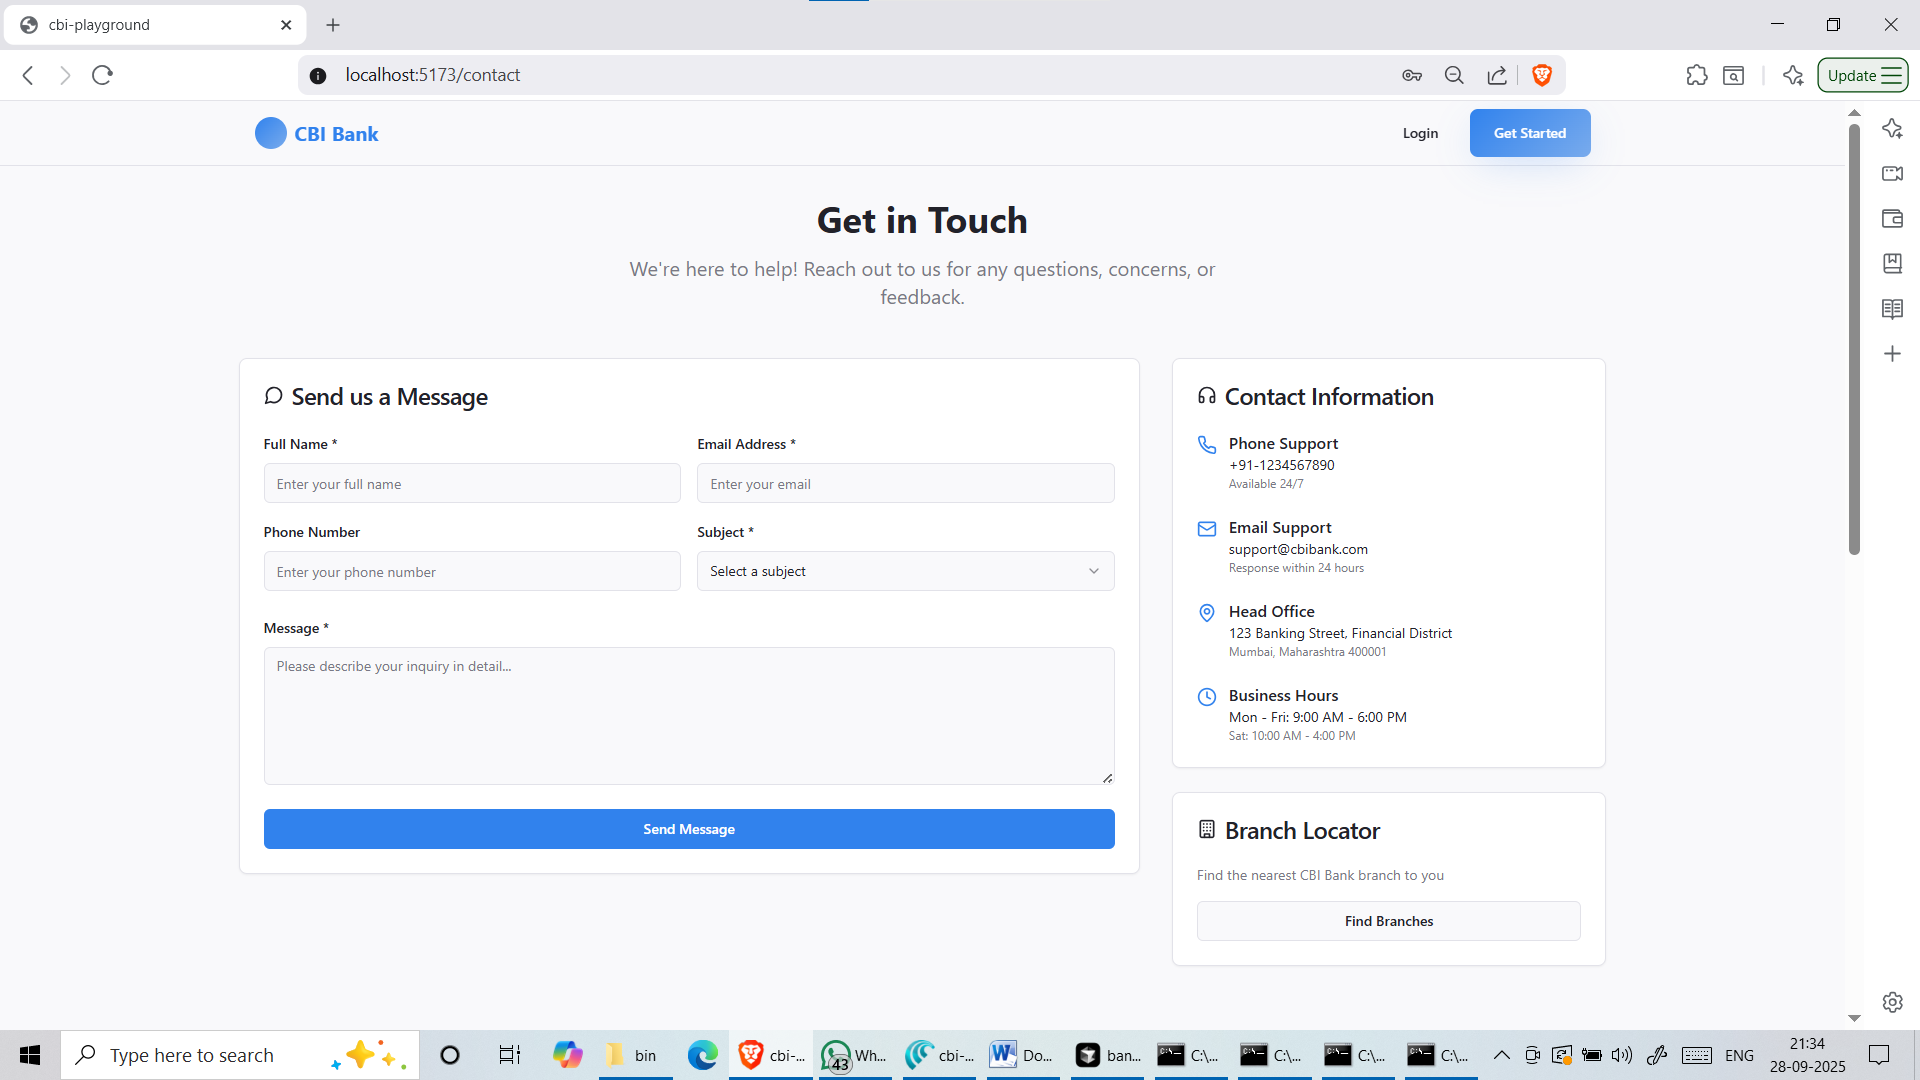 cbi-playground
localhost:5173/contact
Update
CBI Bank
Login
Get Started
Get in Touch
We're here to help! Reach out to us for any questions, concerns, or
feedback.
Send us a Message
Full Name *
Email Address *
Enter your full name
Enter your email
Phone Number
Subject *
Enter your phone number
Select a subject
Message *
Please describe your inquiry in detail...
Send Message
Contact Information
Phone Support
+91-1234567890
Available 24/7
Email Support
support@cbibank.com
Response within 24 hours
Head Office
123 Banking Street, Financial District
Mumbai, Maharashtra 400001
Business Hours
Mon - Fri: 9:00 AM - 6:00 PM
Sat: 10:00 AM - 4:00 PM
Branch Locator
Find the nearest CBI Bank branch to you
Find Branches
Type here to search
bin
cbi-...
43
Wh...
cbi-...
Do...
ban...
C:\...
C:\...
C:\...
C:\...
ENG
21:34
28-09-2025